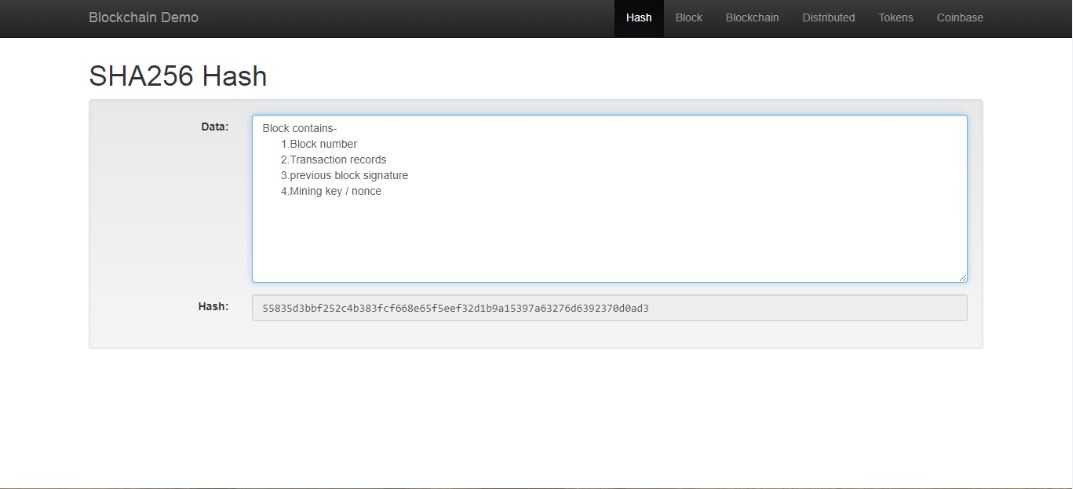 Blockchain Demo
Hash Block Blockchain Distributed Tokens Coinbase
SHA256 Hash
Data:
Block contains-
1.Block number
2.Transaction records
3.previous block signature
4.Mining key / nonce
Hash:
55835d3bbf252c4b383fcf668e65f5eef32d1b9a15397a63276d6392370d0ad3